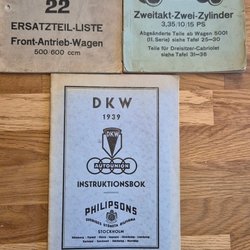 22
ERSATZTEIL-LISTE
Front-Antrieb-Wagen
500/600 ccm
Zweitakt-Zwei-Zylinder
3,35, 10/15 PS
Abgeänderte Teile ab Wagen 5001
(II. Serie) siehe Tafel 25—30
Teile für Dreisitzer-Cabriolet
siehe Tafel 31—36
DKW
1939
DKW
AUTO UNION
INSTRUKTIONSBOK
PHILIPSONS
STOCKHOLM